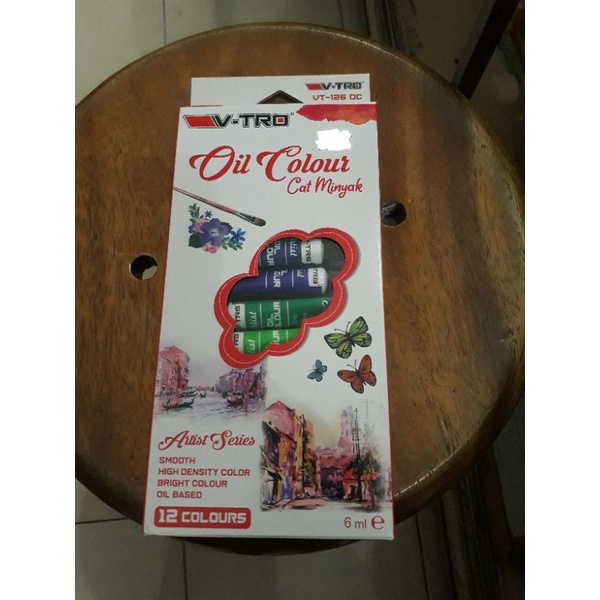 V-TRO
VT-126 OC
V-TRO
Oil Colour
Cat Minyak
Artist Series
SMOOTH
HIGH DENSITY COLOR
BRIGHT COLOUR
OIL BASED
12 COLOURS
6 ml e